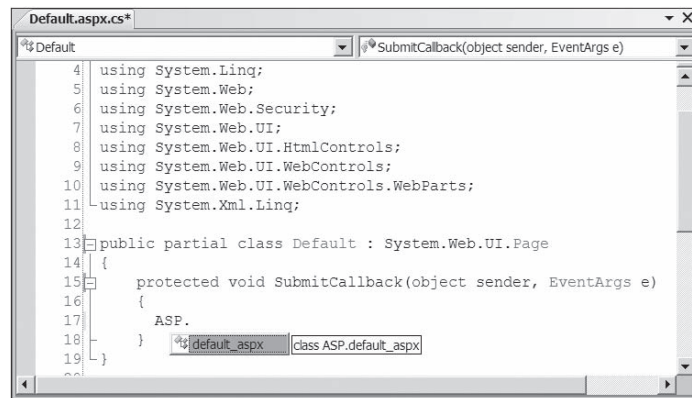 Default.aspx.cs*
Default SubmitCallback(object sender, EventArgs e)
4 using System.Linq;
5 using System.Web;
6 using System.Web.Security;
7 using System.Web.UI;
8 using System.Web.UI.HtmlControls;
9 using System.Web.UI.WebControls;
10 using System.Web.UI.WebControls.WebParts;
11 using System.Xml.Linq;
12
13 public partial class Default : System.Web.UI.Page
14 {
15 protected void SubmitCallback(object sender, EventArgs e)
16 {
17 ASP.
18 } default_aspx class ASP.default_aspx
19 }